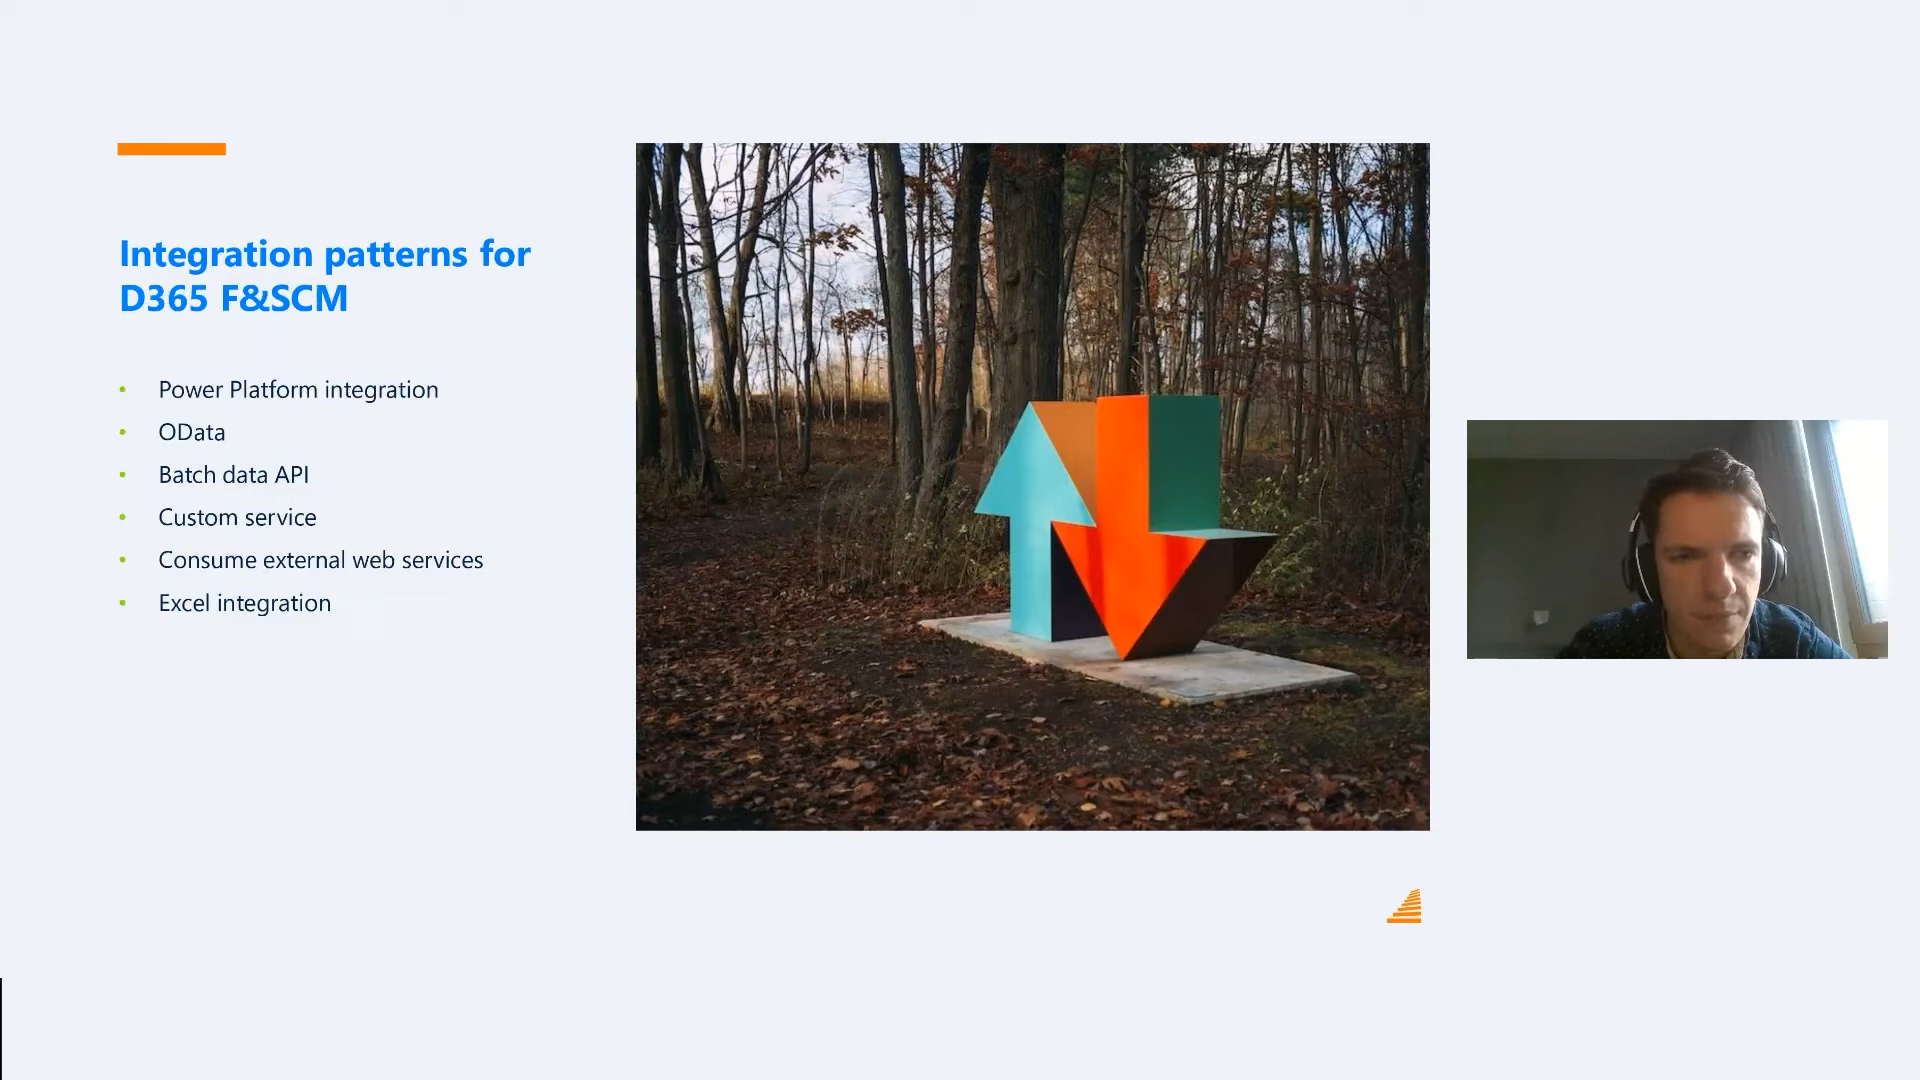 Integration patterns for
D365 F&SCM
• Power Platform integration
• OData
• Batch data API
• Custom service
• Consume external web services
• Excel integration